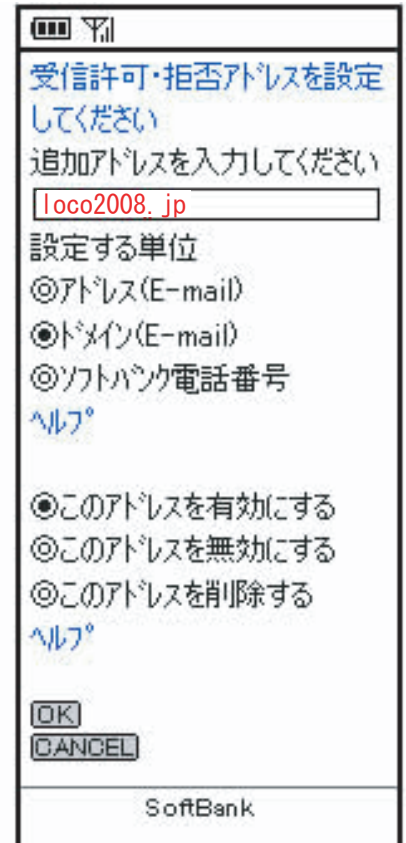 受信許可・拒否アドレスを設定
してください
追加アドレスを入力してください
loco2008.jp
設定する単位
◎アドレス(E-mail)
◉ドメイン(E-mail)
◎ソフトバンク電話番号
ヘルプ
◉このアドレスを有効にする
◎このアドレスを無効にする
◎このアドレスを削除する
ヘルプ
OK
CANCEL
SoftBank